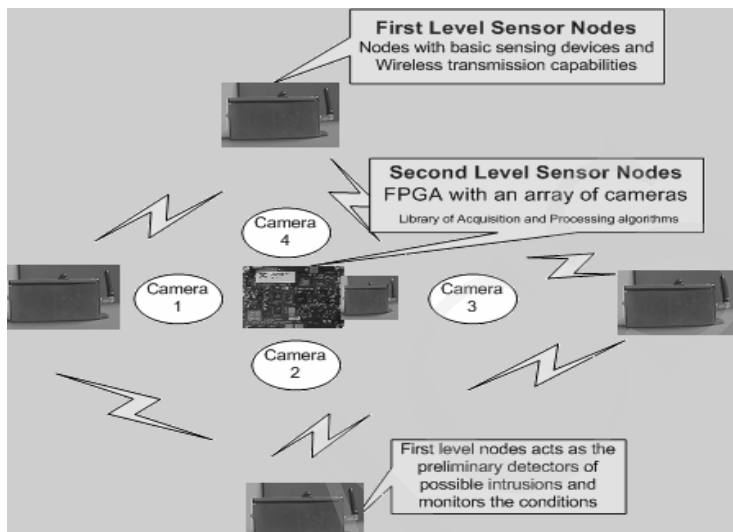 First Level Sensor Nodes
Nodes with basic sensing devices and
Wireless transmission capabilities
Second Level Sensor Nodes
FPGA with an array of cameras
Library of Acquisition and Processing algorithms
Camera
4
Camera
1
Camera
3
Camera
2
First level nodes acts as the
preliminary detectors of
possible intrusions and
monitors the conditions